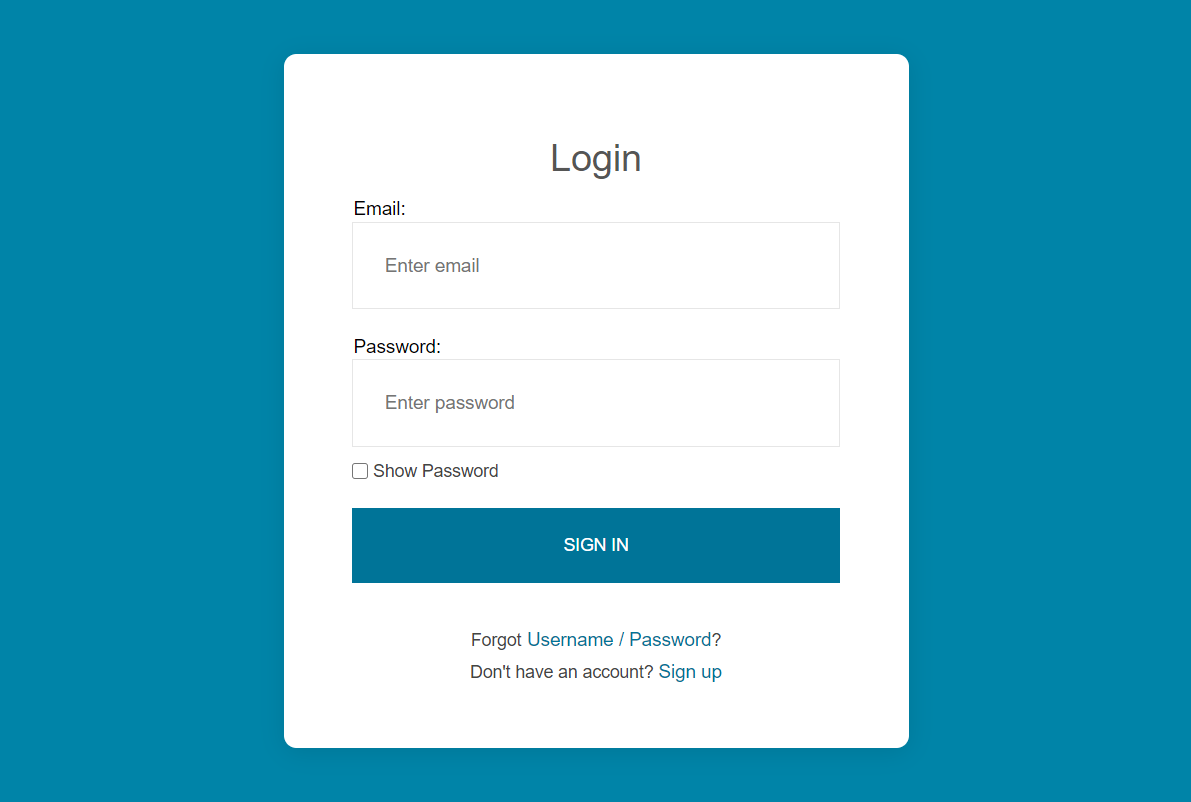 Login
Email:
Enter email
Password:
Enter password
Show Password
SIGN IN
Forgot Username / Password?
Don't have an account? Sign up